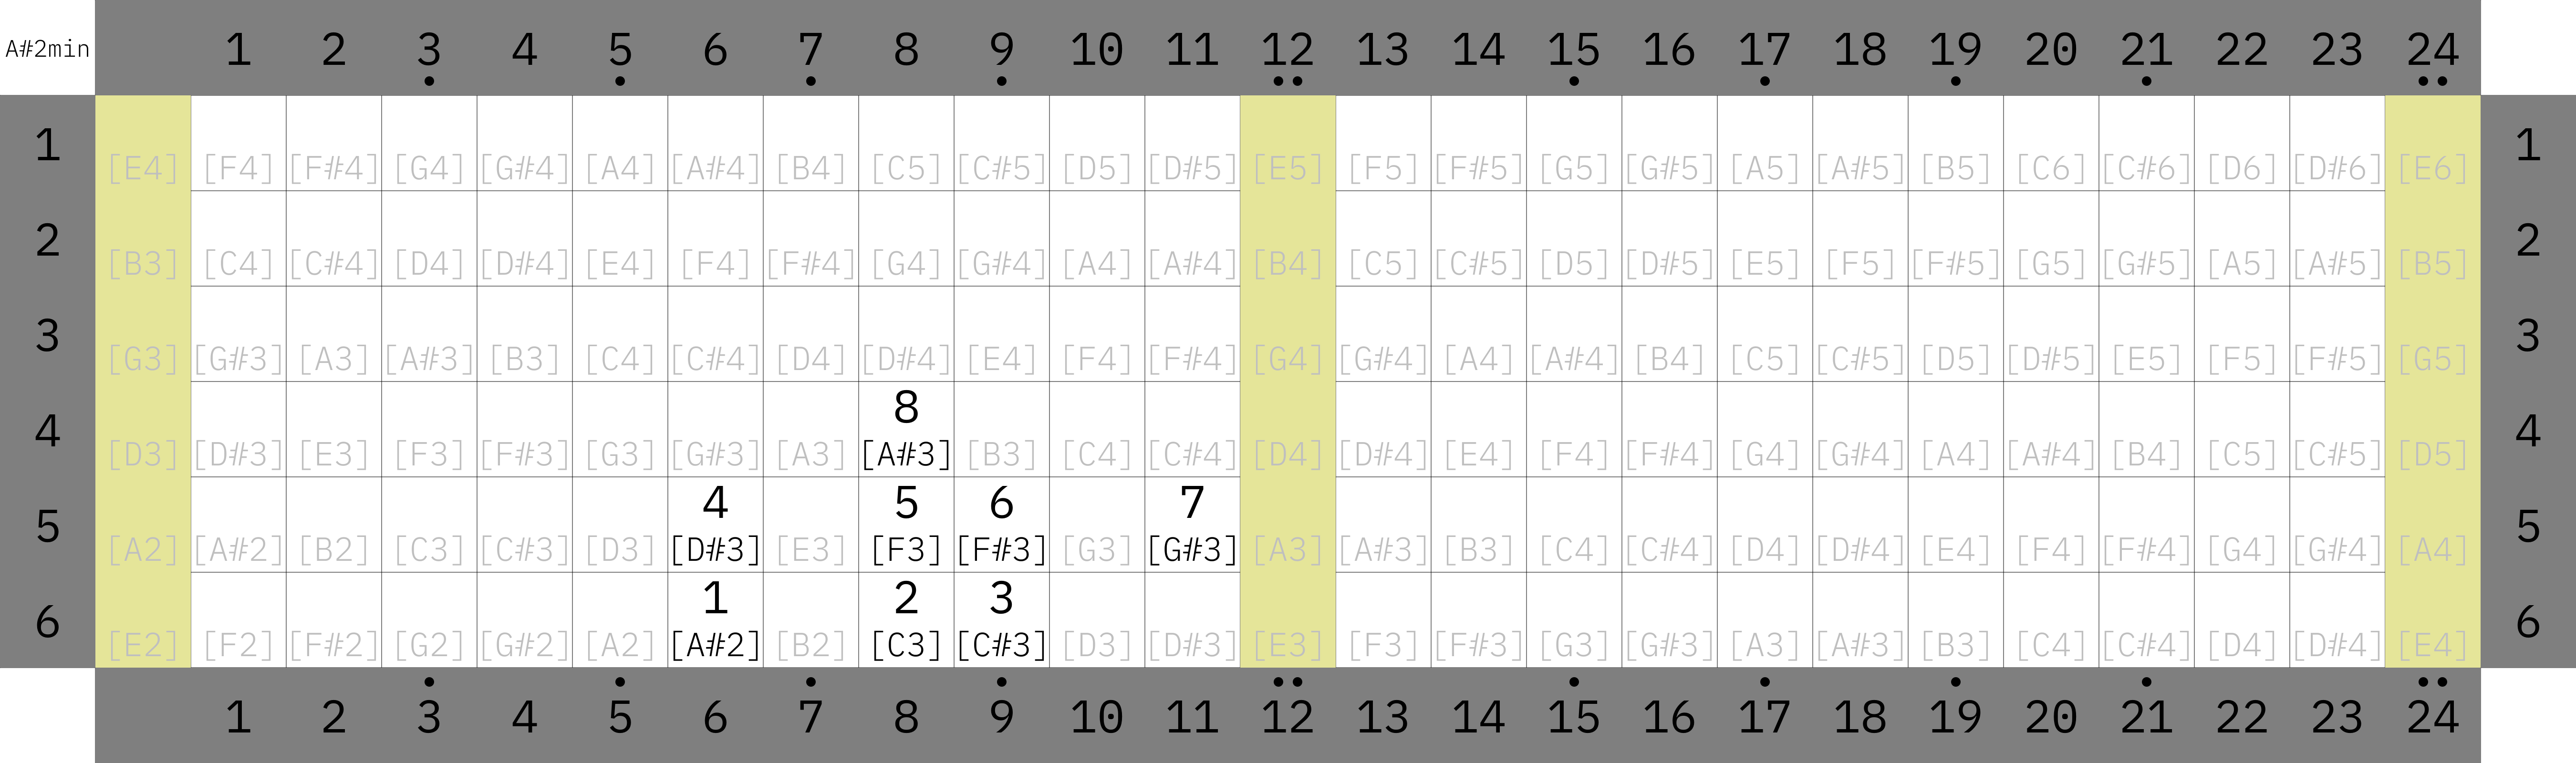 A#2min 1 2 3 4 5 6 7 8 9 10 11 12 13 14 15 16 17 18 19 20 21 22 23 24
1 [E4] [F4] [F#4] [G4] [G#4] [A4] [A#4] [B4] [C5] [C#5] [D5] [D#5] [E5] [F5] [F#5] [G5] [G#5] [A5] [A#5] [B5] [C6] [C#6] [D6] [D#6] [E6] 1
2 [B3] [C4] [C#4] [D4] [D#4] [E4] [F4] [F#4] [G4] [G#4] [A4] [A#4] [B4] [C5] [C#5] [D5] [D#5] [E5] [F5] [F#5] [G5] [G#5] [A5] [A#5] [B5] 2
3 [G3] [G#3] [A3] [A#3] [B3] [C4] [C#4] [D4] [D#4] [E4] [F4] [F#4] [G4] [G#4] [A4] [A#4] [B4] [C5] [C#5] [D5] [D#5] [E5] [F5] [F#5] [G5] 3
8
4 [D3] [D#3] [E3] [F3] [F#3] [G3] [G#3] [A3] [A#3] [B3] [C4] [C#4] [D4] [D#4] [E4] [F4] [F#4] [G4] [G#4] [A4] [A#4] [B4] [C5] [C#5] [D5] 4
4 5 6 7
5 [A2] [A#2] [B2] [C3] [C#3] [D3] [D#3] [E3] [F3] [F#3] [G3] [G#3] [A3] [A#3] [B3] [C4] [C#4] [D4] [D#4] [E4] [F4] [F#4] [G4] [G#4] [A4] 5
1 2 3
6 [E2] [F2] [F#2] [G2] [G#2] [A2] [A#2] [B2] [C3] [C#3] [D3] [D#3] [E3] [F3] [F#3] [G3] [G#3] [A3] [A#3] [B3] [C4] [C#4] [D4] [D#4] [E4] 6
1 2 3 4 5 6 7 8 9 10 11 12 13 14 15 16 17 18 19 20 21 22 23 24